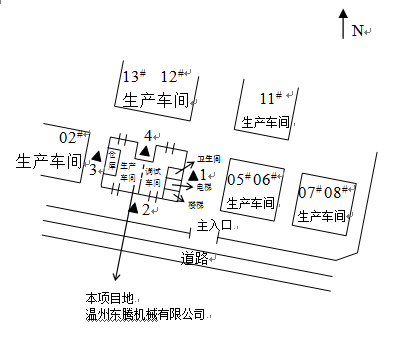 N
13# 12#
生产车间
11#
生产车间
02#
生产车间
4
卫生间
仓库
生产车间
调试车间
1
3
电梯
楼梯
2
05# 06#
生产车间
07# 08#
生产车间
主入口
道路
本项目地
温州东腾机械有限公司